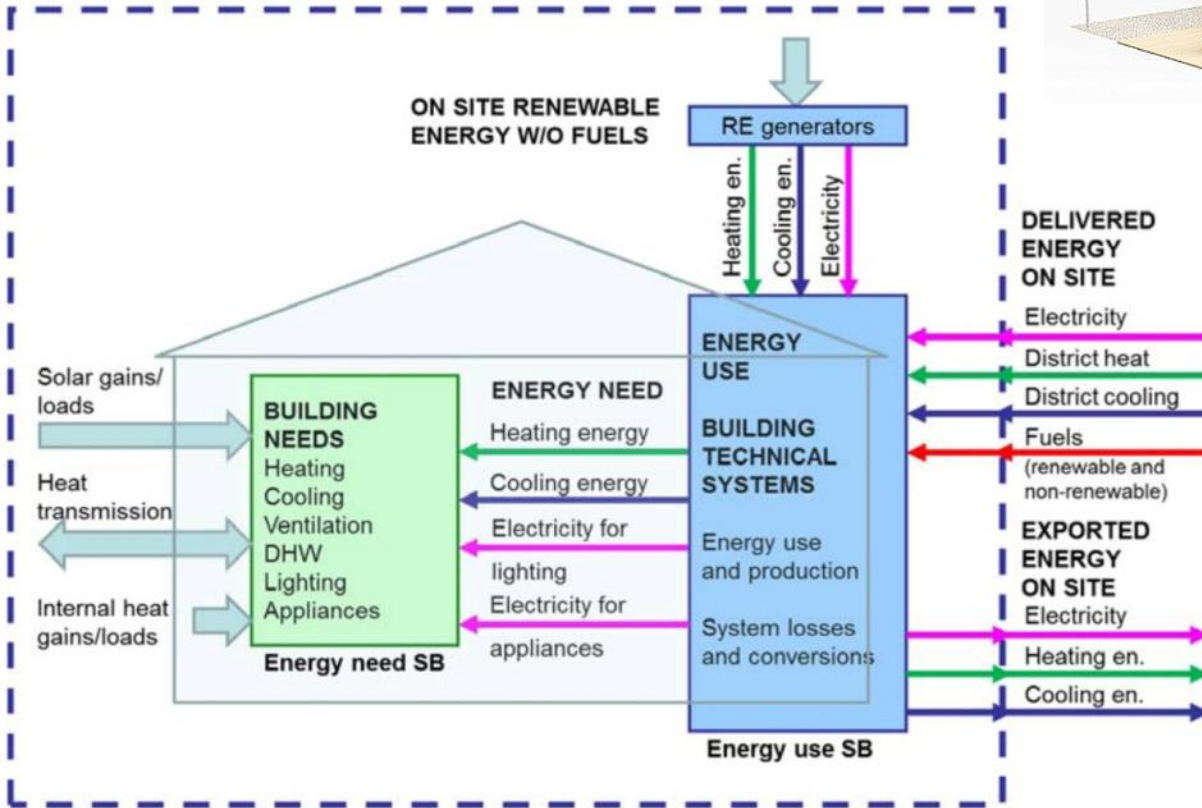 ON SITE RENEWABLE
ENERGY W/O FUELS
RE generators
Heating en.
Cooling en.
Electricity
DELIVERED
ENERGY
ON SITE
Electricity
District heat
District cooling
Fuels
(renewable and
non-renewable)
EXPORTED
ENERGY
ON SITE
Electricity
Heating en.
Cooling en.
Solar gains/
loads
Heat
transmission
Internal heat
gains/loads
BUILDING
NEEDS
Heating
Cooling
Ventilation
DHW
Lighting
Appliances
Energy need SB
ENERGY NEED
Heating energy
Cooling energy
Electricity for
lighting
Electricity for
appliances
ENERGY
USE
BUILDING
TECHNICAL
SYSTEMS
Energy use
and production
System losses
and conversions
Energy use SB